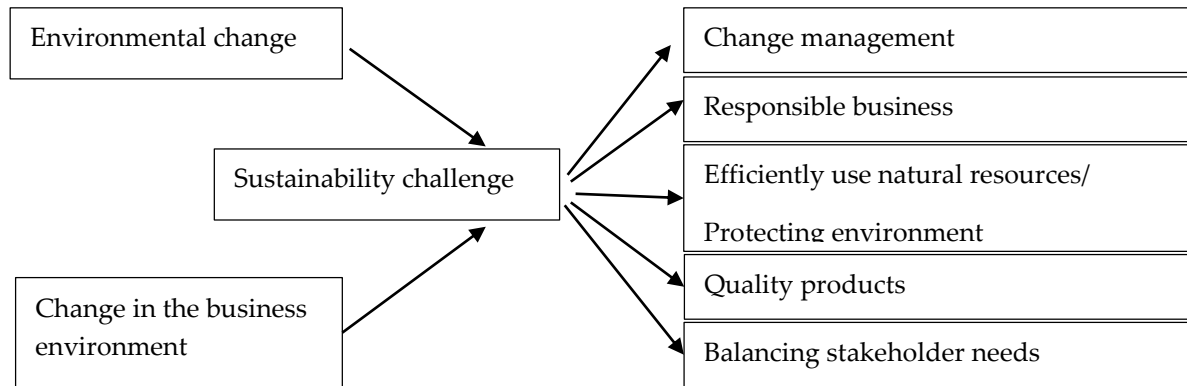 Environmental change
Change in the business
environment
Sustainability challenge
Change management
Responsible business
Efficiently use natural resources/
Protecting environment
Quality products
Balancing stakeholder needs